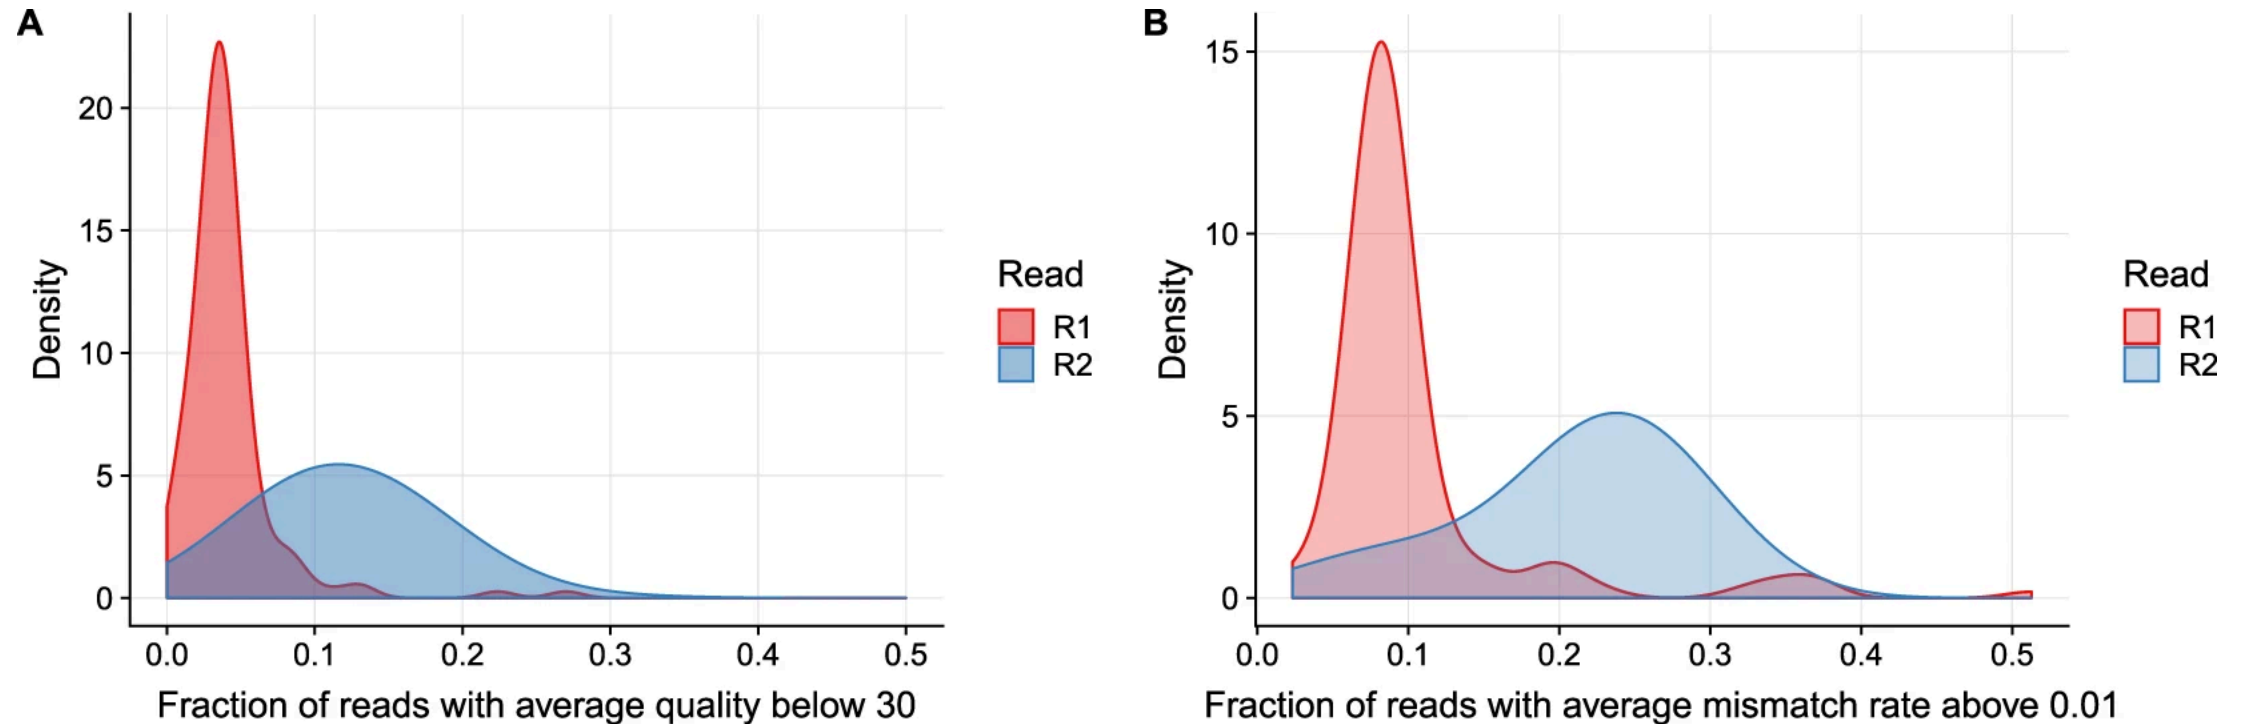 A
Density
20
15
10
5
0
0.0 0.1 0.2 0.3 0.4 0.5
Fraction of reads with average quality below 30
Read
R1
R2
B
Density
15
10
5
0
0.0 0.1 0.2 0.3 0.4 0.5
Fraction of reads with average mismatch rate above 0.01
Read
R1
R2